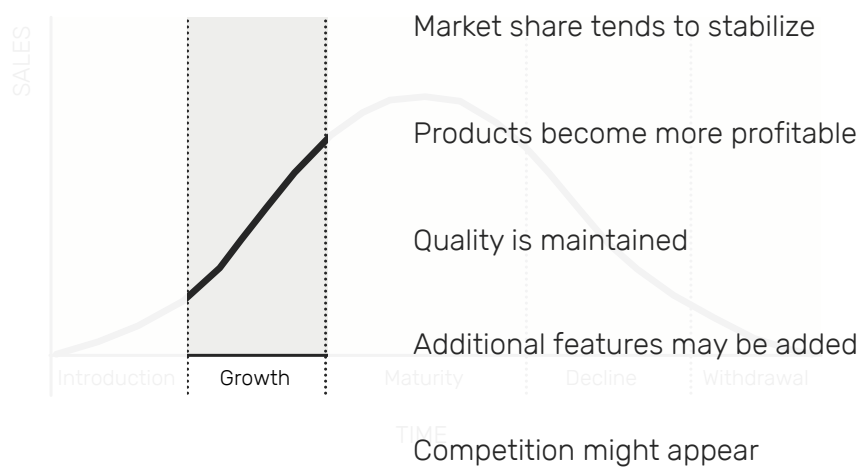 SALES
Market share tends to stabilize
Products become more profitable
Quality is maintained
Additional features may be added
Introduction
Growth
Maturity
Decline
Withdrawal
TIME
Competition might appear